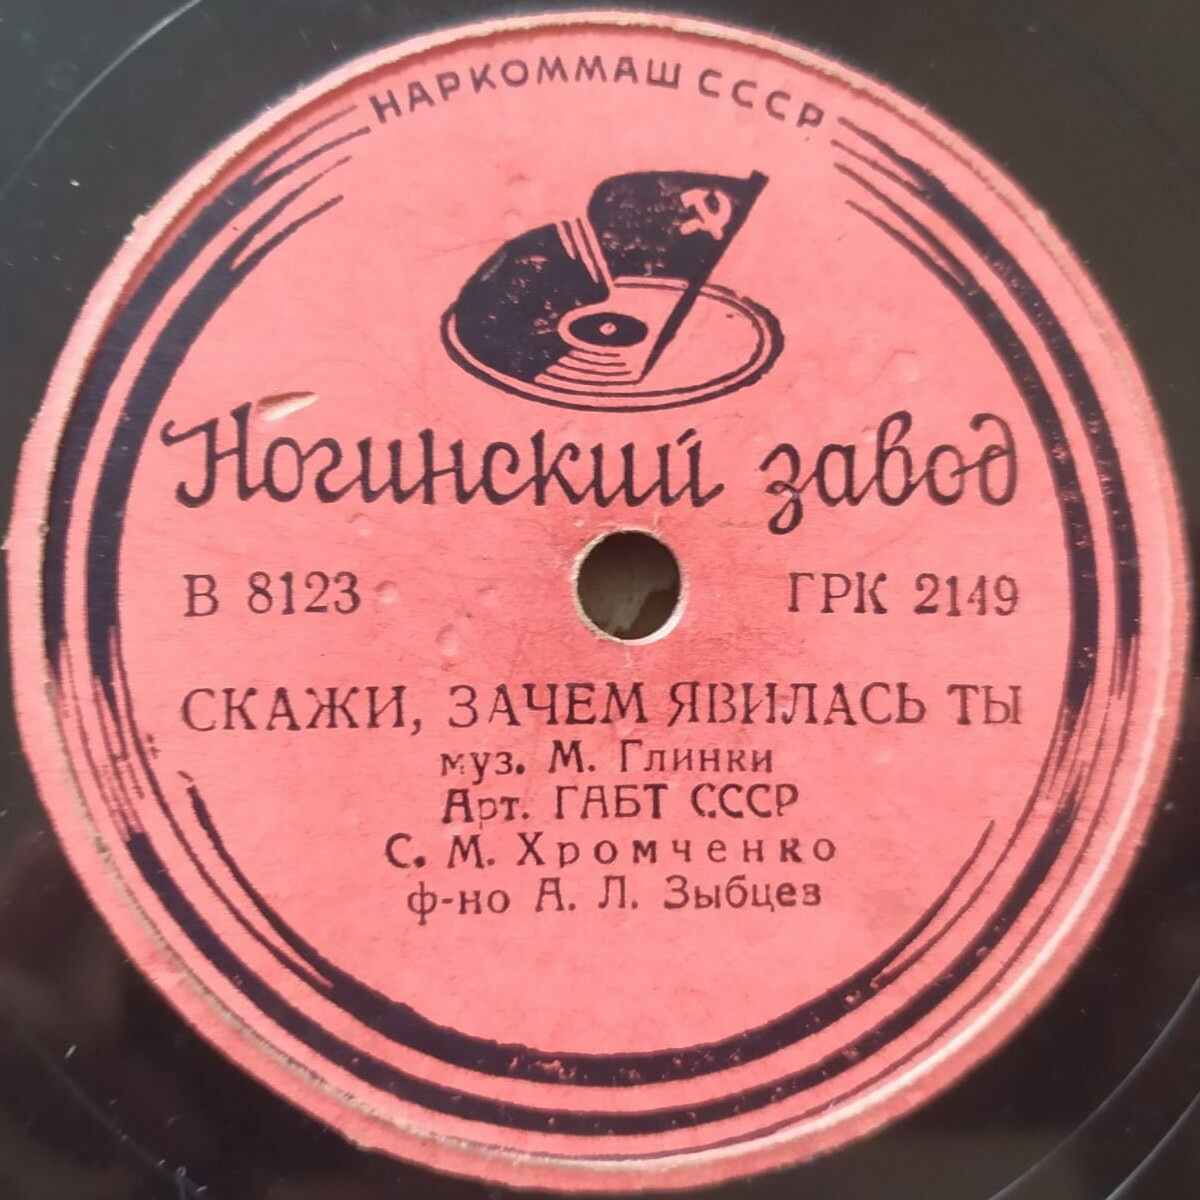 НАРКОММАШ СССР
Ногинский завод
В 8123 ГРК 2149
СКАЖИ, ЗАЧЕМ ЯВИЛАСЬ ТЫ
муз. М. Глинки
Арт. ГАБТ СССР
С. М. Хромченко
ф-но А. Л. Зыбцев